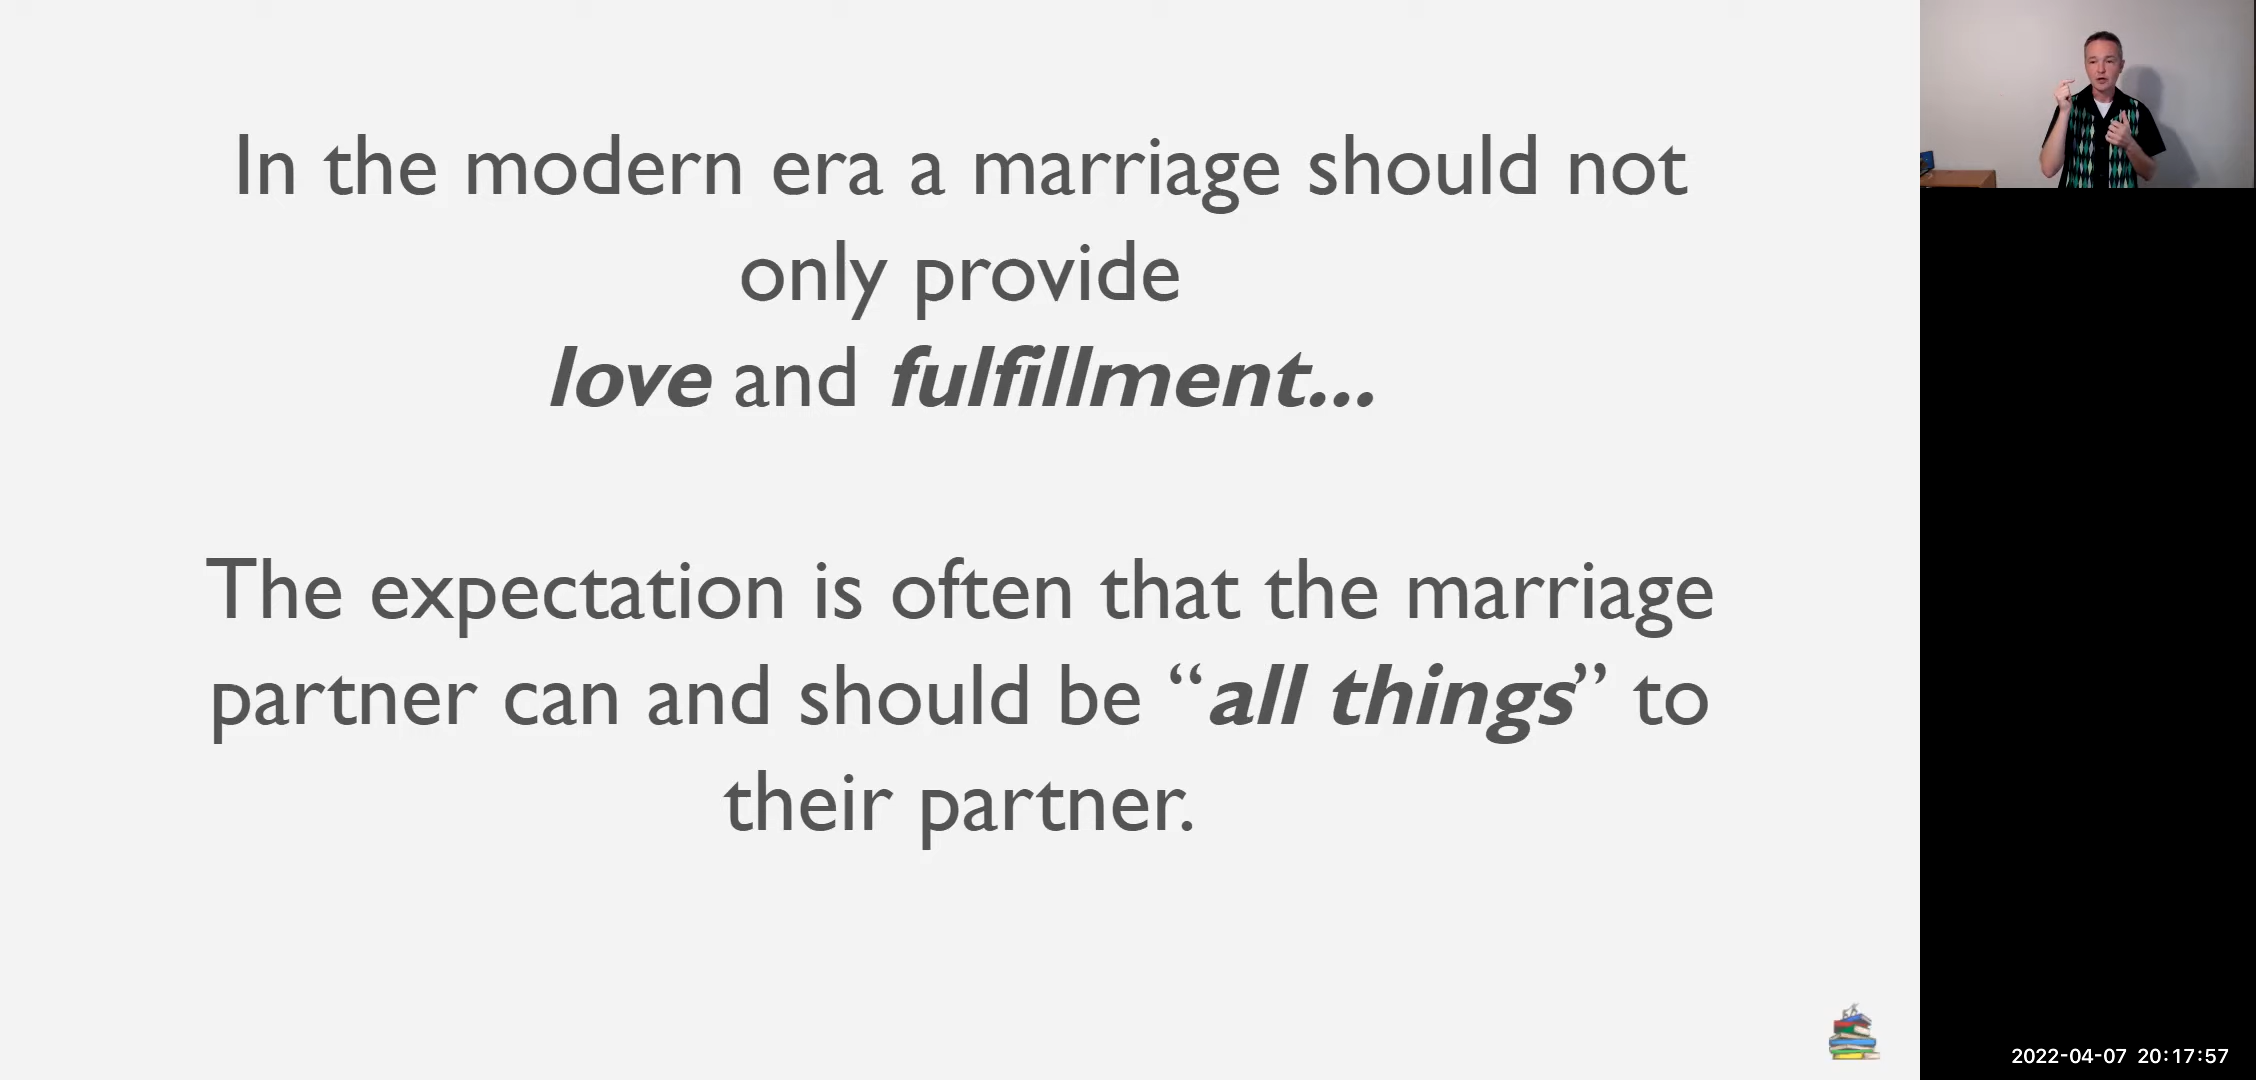 In the modern era a marriage should not
only provide
love and fulfillment...
The expectation is often that the marriage
partner can and should be “all things” to
their partner.
2022-04-07 20:17:57